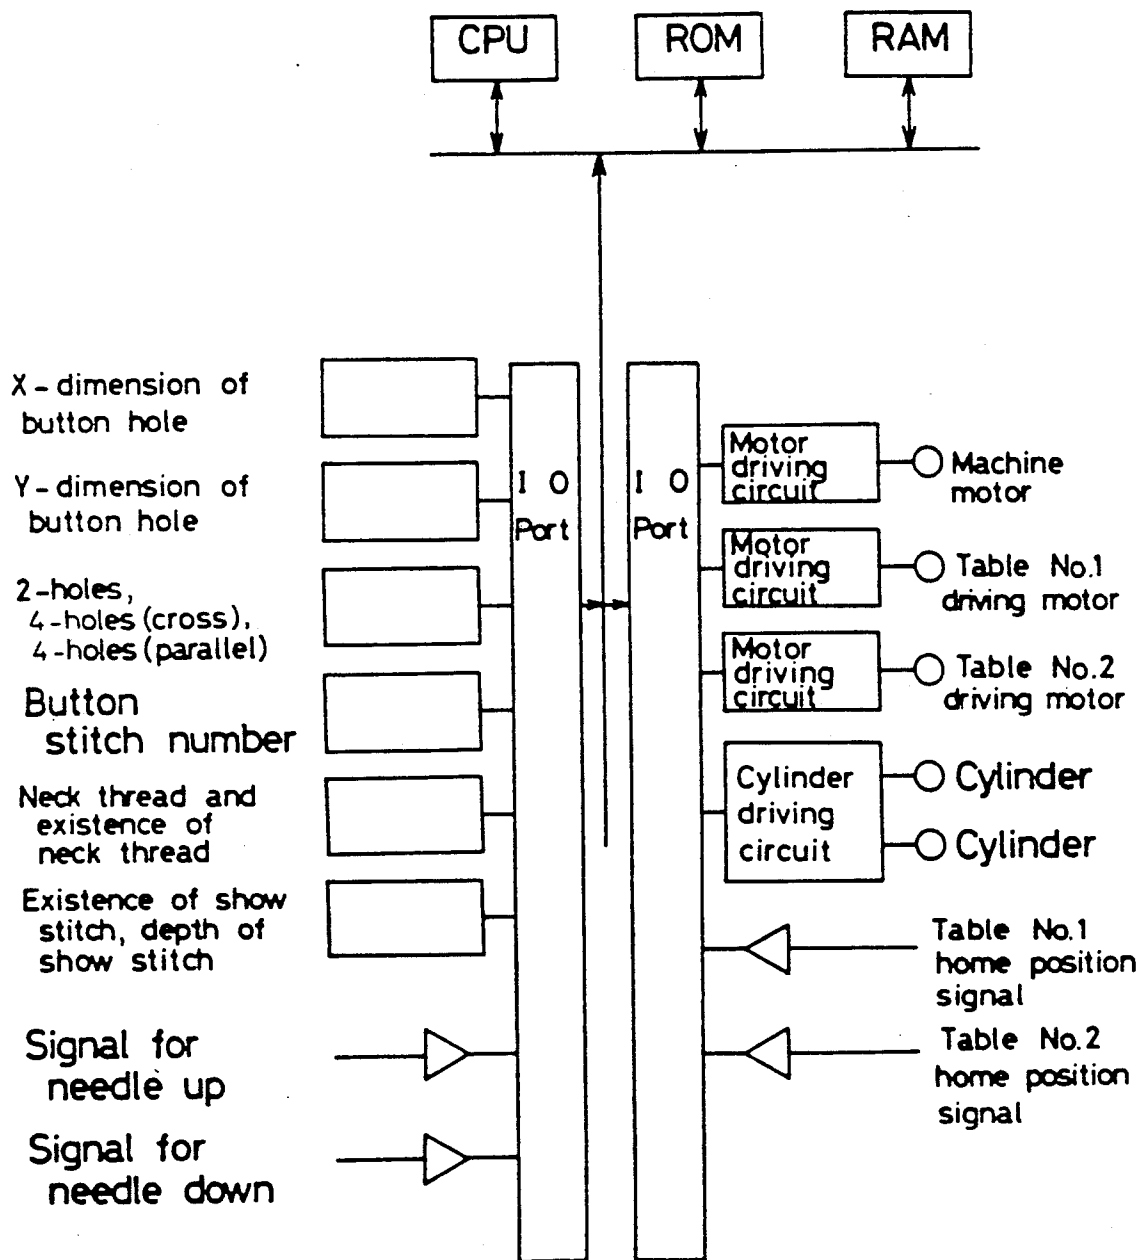 CPU
ROM
RAM
X-dimension of
button hole
Y-dimension of
button hole
2-holes,
4-holes (cross),
4-holes (parallel)
Button
stitch number
Neck thread and
existence of
neck thread
Existence of show
stitch, depth of
show stitch
Signal for
needle up
Signal for
needle down
I O
Port
I O
Port
Motor
driving
circuit
Machine
motor
Motor
driving
circuit
Table No.1
driving motor
Motor
driving
circuit
Table No.2
driving motor
Cylinder
driving
circuit
Cylinder
Cylinder
Table No.1
home position
signal
Table No.2
home position
signal